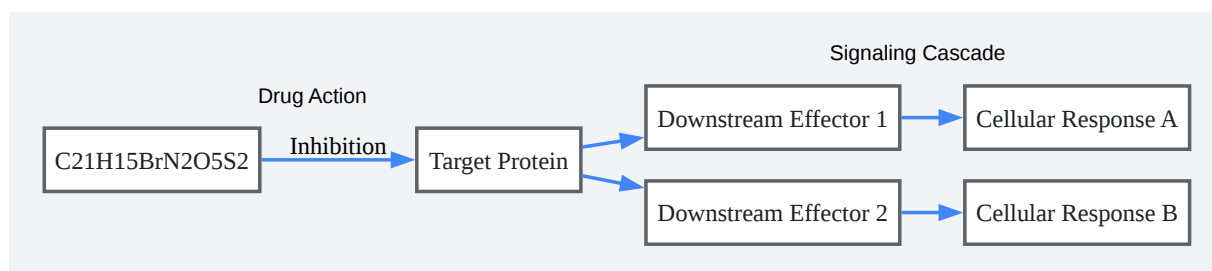 Signaling Cascade
Drug Action
C21H15BrN2O5S2
Inhibition
Target Protein
Downstream Effector 1
Cellular Response A
Downstream Effector 2
Cellular Response B